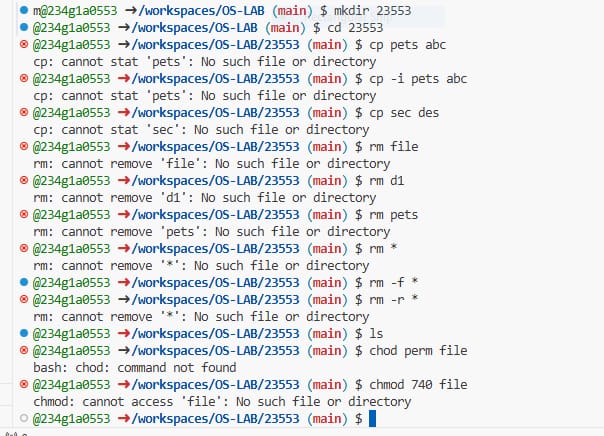 m@234g1a0553 ➜/workspaces/OS-LAB (main) $ mkdir 23553
@234g1a0553 ➜/workspaces/OS-LAB (main) $ cd 23553
@234g1a0553 ➜/workspaces/OS-LAB/23553 (main) $ cp pets abc
cp: cannot stat 'pets': No such file or directory
@234g1a0553 ➜/workspaces/OS-LAB/23553 (main) $ cp -i pets abc
cp: cannot stat 'pets': No such file or directory
@234g1a0553 ➜/workspaces/OS-LAB/23553 (main) $ cp sec des
cp: cannot stat 'sec': No such file or directory
@234g1a0553 ➜/workspaces/OS-LAB/23553 (main) $ rm file
rm: cannot remove 'file': No such file or directory
@234g1a0553 ➜/workspaces/OS-LAB/23553 (main) $ rm d1
rm: cannot remove 'd1': No such file or directory
@234g1a0553 ➜/workspaces/OS-LAB/23553 (main) $ rm pets
rm: cannot remove 'pets': No such file or directory
@234g1a0553 ➜/workspaces/OS-LAB/23553 (main) $ rm *
rm: cannot remove '*': No such file or directory
@234g1a0553 ➜/workspaces/OS-LAB/23553 (main) $ rm -f *
@234g1a0553 ➜/workspaces/OS-LAB/23553 (main) $ rm -r *
rm: cannot remove '*': No such file or directory
@234g1a0553 ➜/workspaces/OS-LAB/23553 (main) $ ls
@234g1a0553 ➜/workspaces/OS-LAB/23553 (main) $ chod perm file
bash: chod: command not found
@234g1a0553 ➜/workspaces/OS-LAB/23553 (main) $ chmod 740 file
chmod: cannot access 'file': No such file or directory
@234g1a0553 ➜/workspaces/OS-LAB/23553 (main) $